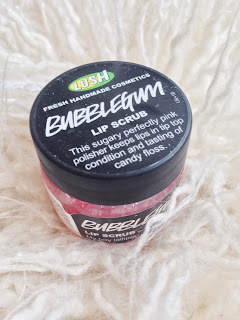 LUSH
FRESH HANDMADE COSMETICS
BUBBLEGUM
LIP SCRUB
This sugary perfectly pink
polisher keeps lips in tip top
condition and tasting of
candy floss.
BUBBLEGUM
LIP SCRUB